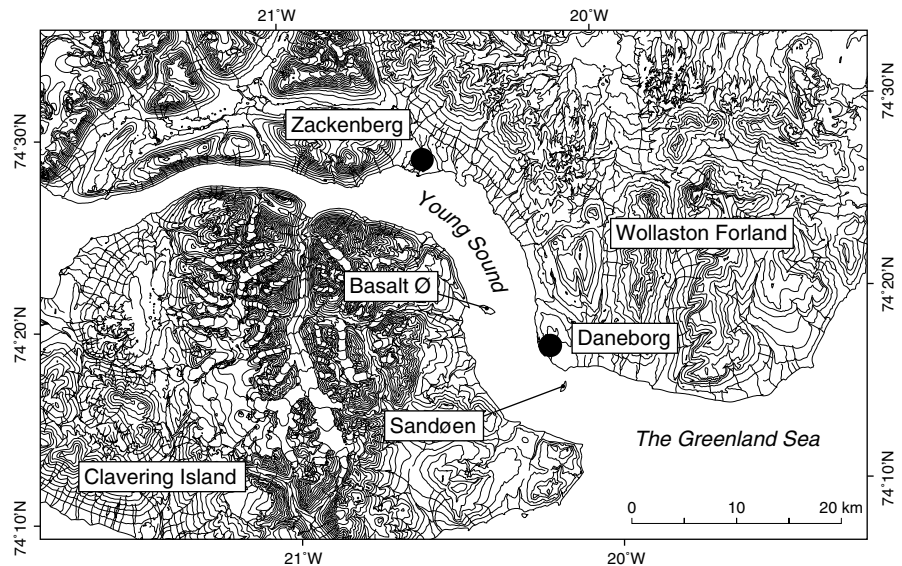 21˚W 20˚W
74˚30'N
74˚30'N
Zackenberg
Young Sound
Wollaston Forland
Basalt Ø
74˚20'N
74˚20'N
Daneborg
Sandøen
The Greenland Sea
Clavering Island
74˚10'N
74˚10'N
0 10 20 km
21˚W 20˚W